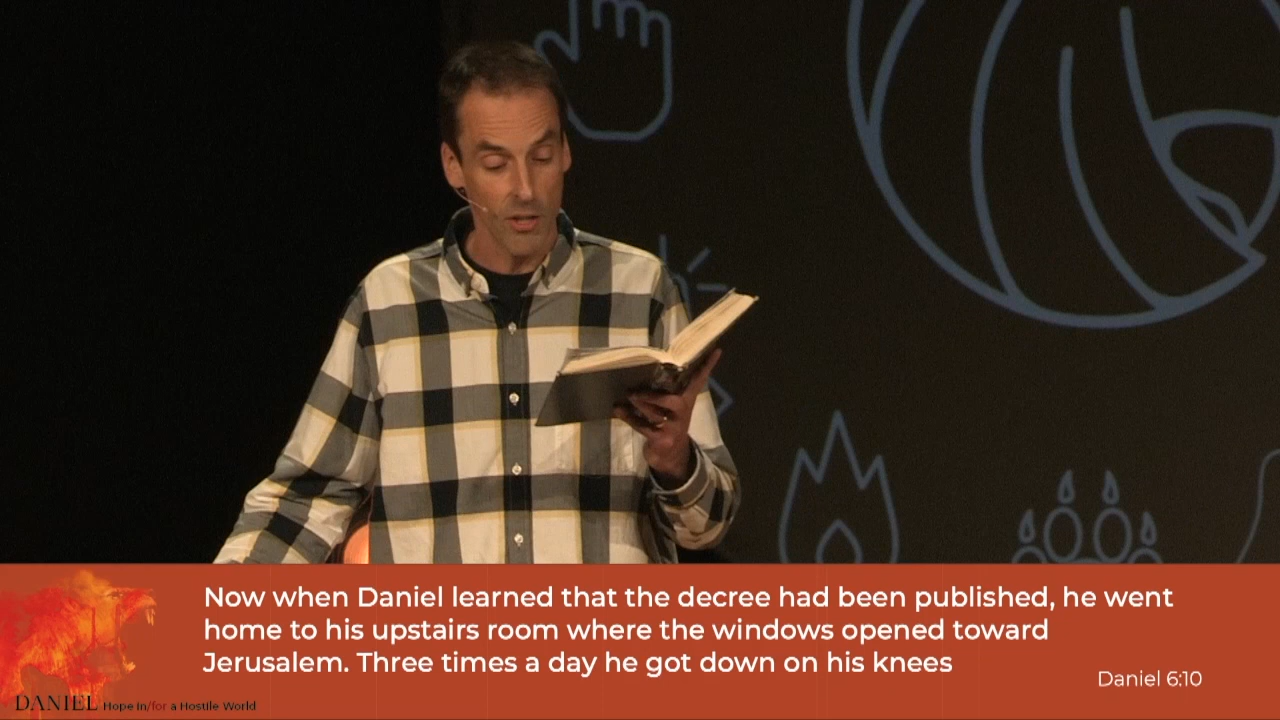 Now when Daniel learned that the decree had been published, he went
home to his upstairs room where the windows opened toward
Jerusalem. Three times a day he got down on his knees
Daniel 6:10
DANIEL Hope in/for a Hostile World